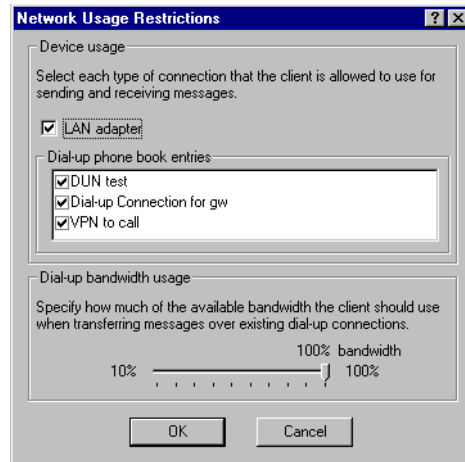 Network Usage Restrictions
Device usage
Select each type of connection that the client is allowed to use for
sending and receiving messages.
LAN adapter
Dial-up phone book entries
DUN test
Dial-up Connection for gw
VPN to call
Dial-up bandwidth usage
Specify how much of the available bandwidth the client should use
when transferring messages over existing dial-up connections.
100% bandwidth
10% 100%
OK Cancel